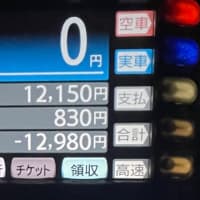 0円
空車
実車
12,150円
支払
830円
合計
-12,980円
チケット
領収
高速